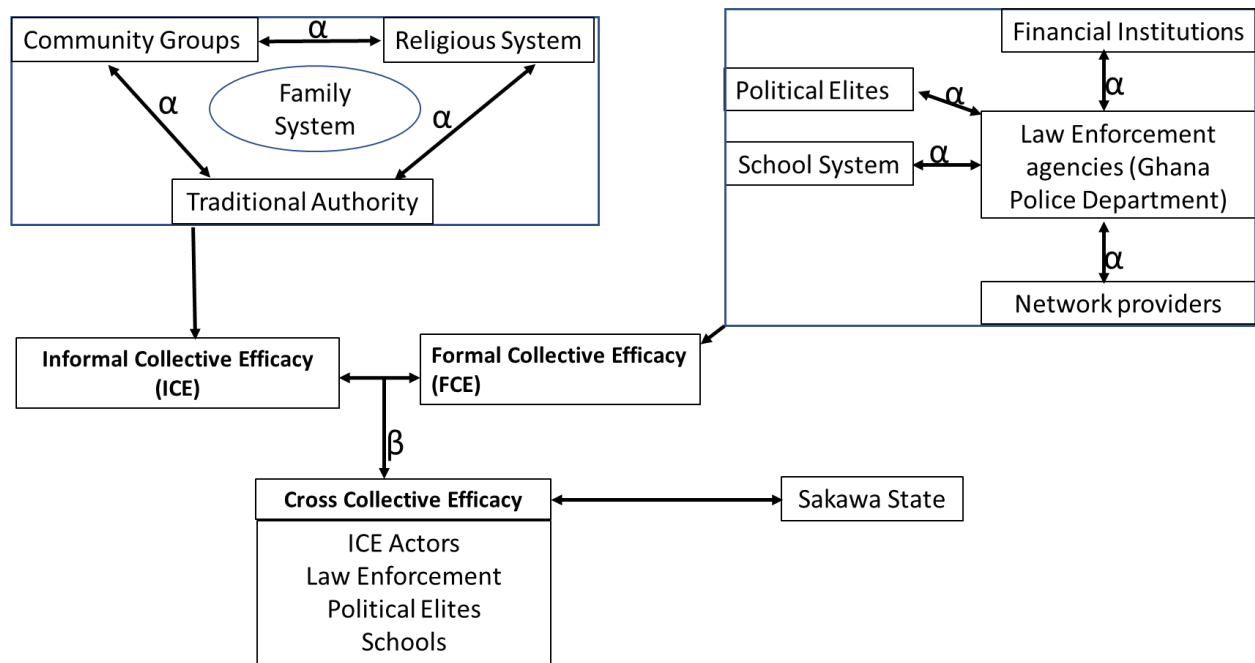 Community Groups
α
Religious System
Family
System
α
α
Traditional Authority
Financial Institutions
α
Political Elites
α
School System
α
Law Enforcement
agencies (Ghana
Police Department)
α
Network providers
Informal Collective Efficacy
(ICE)
Formal Collective Efficacy
(FCE)
β
Cross Collective Efficacy
Sakawa State
ICE Actors
Law Enforcement
Political Elites
Schools